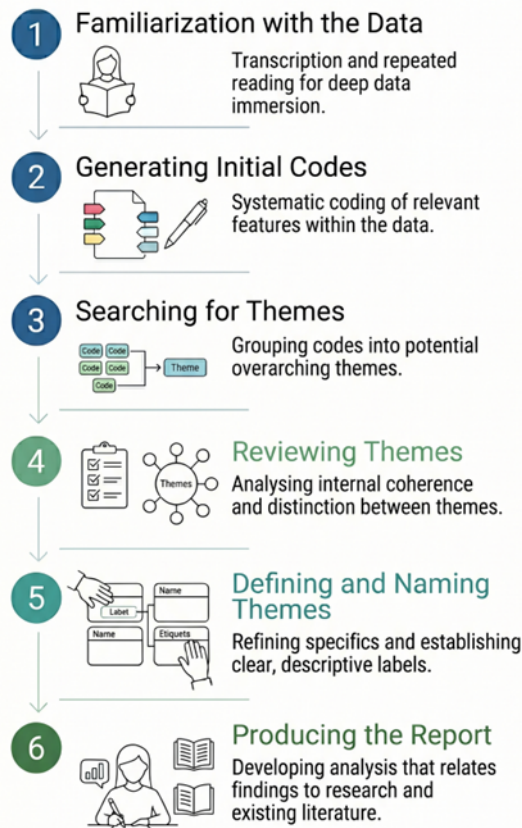 1
Familiarization with the Data
Transcription and repeated
reading for deep data
immersion.
2
Generating Initial Codes
Systematic coding of relevant
features within the data.
3
Searching for Themes
Code Code
Code Code
Code
Theme
Grouping codes into potential
overarching themes.
4
Reviewing Themes
Themes
Analysing internal coherence
and distinction between themes.
5
Defining and Naming
Themes
Name
Label
Name
Etiquets
Refining specifics and establishing
clear, descriptive labels.
6
Producing the Report
Developing analysis that relates
findings to research and
existing literature.